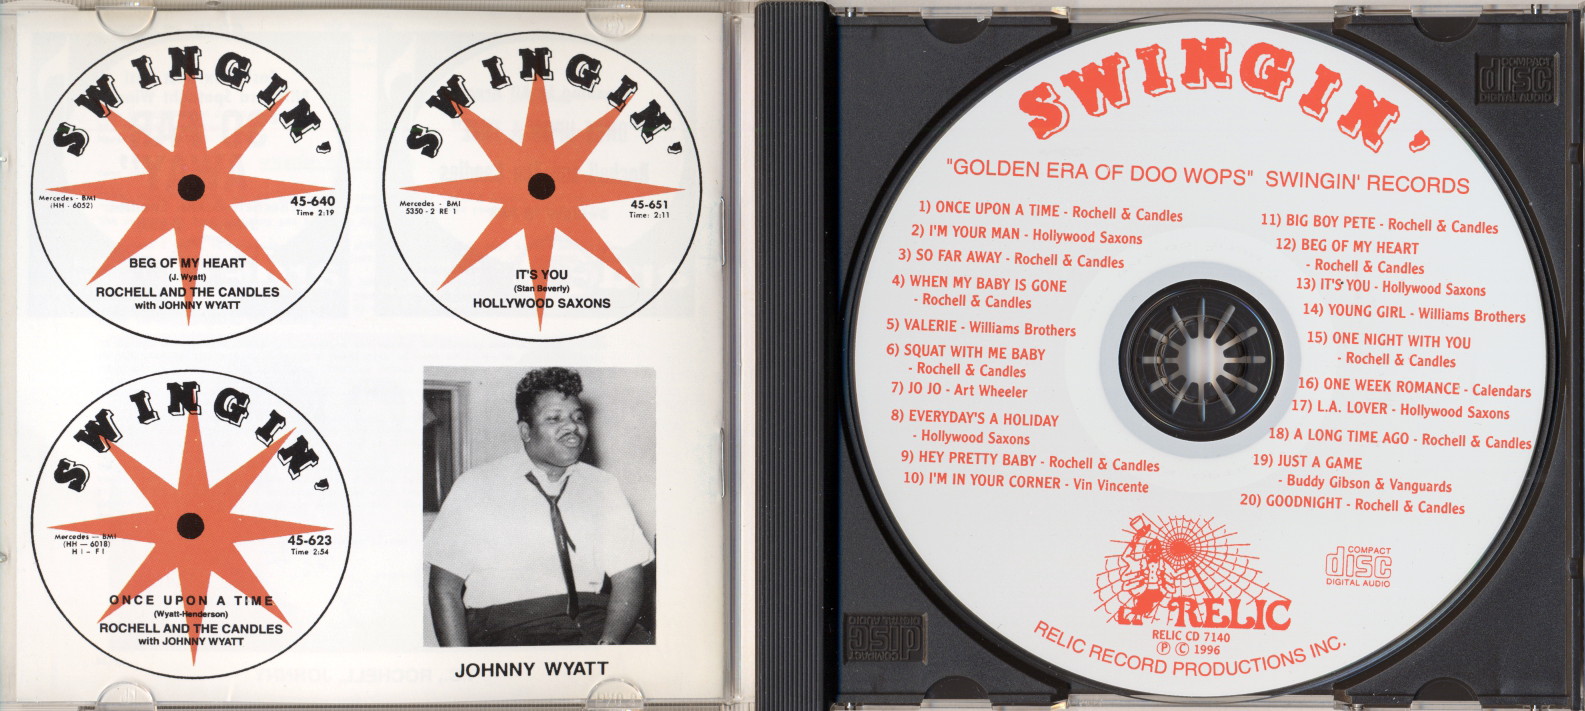 SWINGIN'
Mercedes - BMI
(HH - 6052)
45-640
Time 2:19
BEG OF MY HEART
(J. Wyatt)
ROCHELL AND THE CANDLES
with JOHNNY WYATT
SWINGIN'
Mercedes - BMI
5350 - 2 RE 1
45-651
Time: 2:11
IT'S YOU
(Stan Beverly)
HOLLYWOOD SAXONS
SWINGIN'
Mercedes — BMI
(HH — 6018)
HI - FI
45-623
Time 2:54
ONCE UPON A TIME
(Wyatt-Henderson)
ROCHELL AND THE CANDLES
with JOHNNY WYATT
JOHNNY WYATT
SWINGIN'
"GOLDEN ERA OF DOO WOPS" SWINGIN' RECORDS
1) ONCE UPON A TIME - Rochell & Candles
2) I'M YOUR MAN - Hollywood Saxons
3) SO FAR AWAY - Rochell & Candles
4) WHEN MY BABY IS GONE
- Rochell & Candles
5) VALERIE - Williams Brothers
6) SQUAT WITH ME BABY
- Rochell & Candles
7) JO JO - Art Wheeler
8) EVERYDAY'S A HOLIDAY
- Hollywood Saxons
9) HEY PRETTY BABY - Rochell & Candles
10) I'M IN YOUR CORNER - Vin Vincente
11) BIG BOY PETE - Rochell & Candles
12) BEG OF MY HEART
- Rochell & Candles
13) IT'S YOU - Hollywood Saxons
14) YOUNG GIRL - Williams Brothers
15) ONE NIGHT WITH YOU
- Rochell & Candles
16) ONE WEEK ROMANCE - Calendars
17) L.A. LOVER - Hollywood Saxons
18) A LONG TIME AGO - Rochell & Candles
19) JUST A GAME
- Buddy Gibson & Vanguards
20) GOODNIGHT - Rochell & Candles
RELIC
RELIC CD 7140
Ⓟ Ⓒ 1996
RELIC RECORD PRODUCTIONS INC.
COMPACT
disc
DIGITAL AUDIO
COMPACT
disc
DIGITAL AUDIO
COMPACT
disc
DIGITAL AUDIO